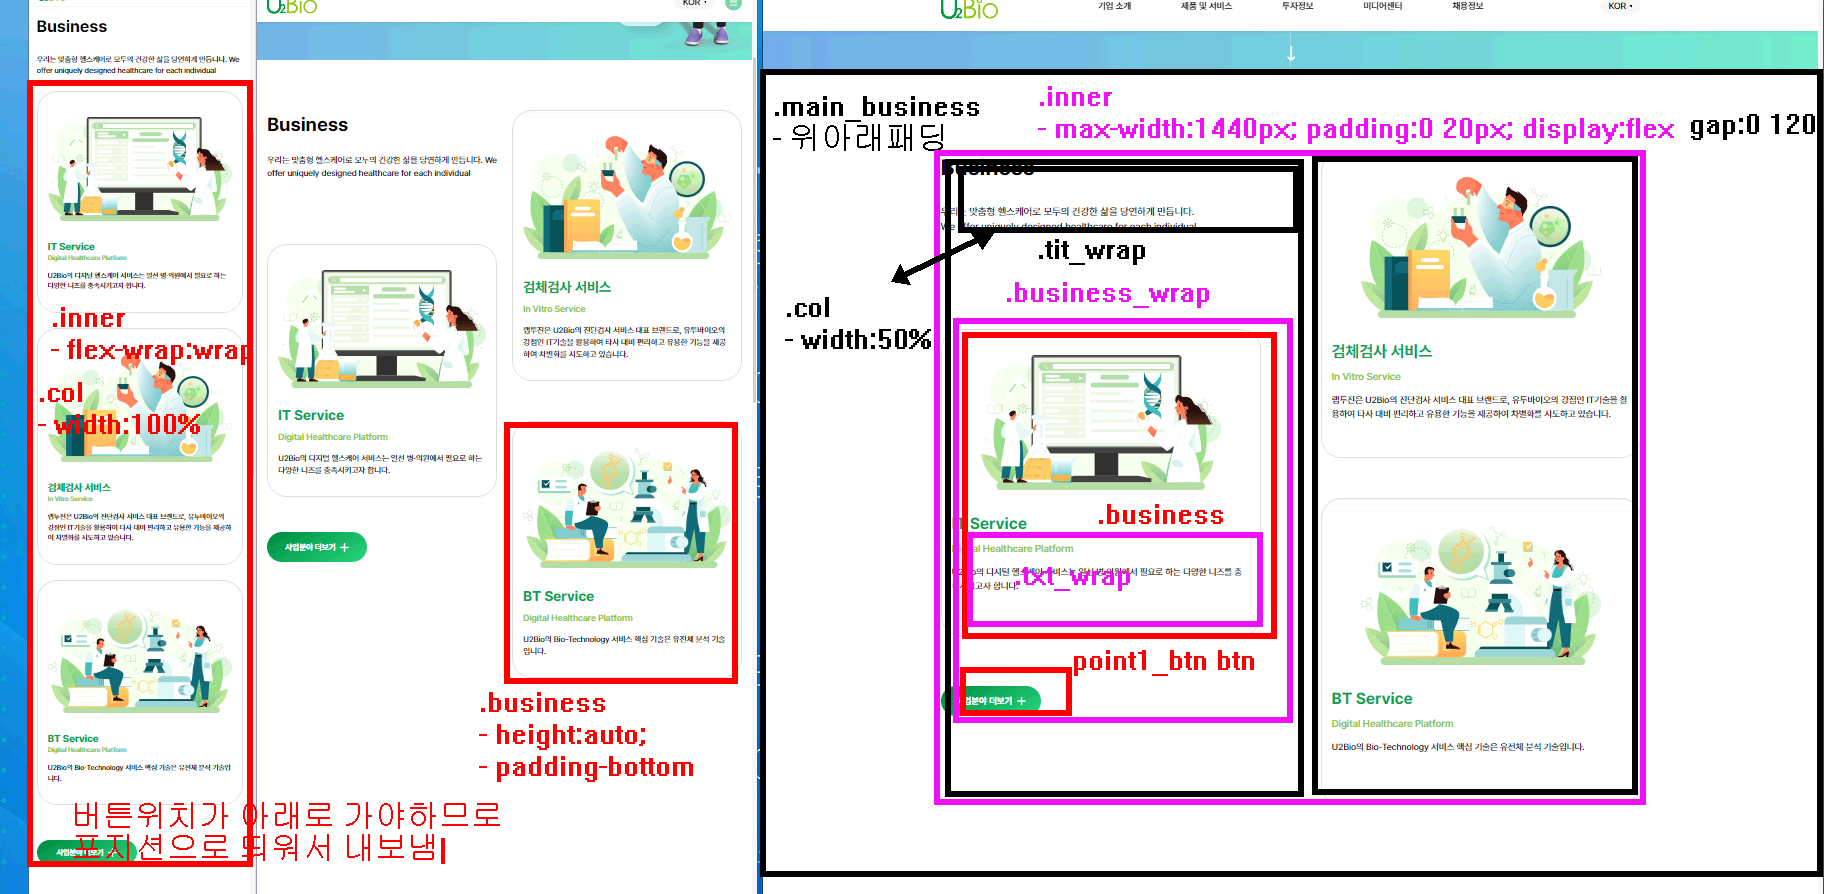 U2Bio
Business
우리는 맞춤형 헬스케어로 모두의 건강한 삶을 당연하게 만듭니다. We
offer uniquely designed healthcare for each individual
IT Service
Digital Healthcare Platform
U2Bio의 디지털 헬스케어 서비스는 일선 병·의원에서 필요로 하는
다양한 니즈를 충족시키고자 합니다.
.inner
- flex-wrap:wrap
.col
- width:100%
검체검사 서비스
In Vitro Service
랩투진은 U2Bio의 진단검사 서비스 대표 브랜드로, 유투바이오의
강점인 IT기술을 활용하여 타사 대비 편리하고 유용한 기능을 제공하
여 차별화를 시도하고 있습니다.
BT Service
Digital Healthcare Platform
U2Bio의 Bio-Technology 서비스 핵심 기술은 유전체 분석 기술입
니다.
사업분야 더보기 +
버튼위치가 아래로 가야하므로
포지션으로 띄워서 내보냄
U2Bio
KOR
Business
우리는 맞춤형 헬스케어로 모두의 건강한 삶을 당연하게 만듭니다. We
offer uniquely designed healthcare for each individual
IT Service
Digital Healthcare Platform
U2Bio의 디지털 헬스케어 서비스는 일선 병·의원에서 필요로 하는
다양한 니즈를 충족시키고자 합니다.
사업분야 더보기 +
검체검사 서비스
In Vitro Service
랩투진은 U2Bio의 진단검사 서비스 대표 브랜드로, 유투바이오의
강점인 IT기술을 활용하여 타사 대비 편리하고 유용한 기능을 제공
하여 차별화를 시도하고 있습니다.
BT Service
Digital Healthcare Platform
U2Bio의 Bio-Technology 서비스 핵심 기술은 유전체 분석 기술
입니다.
.business
- height:auto;
- padding-bottom
U2Bio
기업 소개
제품 및 서비스
투자정보
미디어센터
채용정보
KOR
.main_business
- 위아래패딩
.inner
- max-width:1440px; padding:0 20px; display:flex gap:0 120
Business
우리는 맞춤형 헬스케어로 모두의 건강한 삶을 당연하게 만듭니다.
We offer uniquely designed healthcare for each individual
.tit_wrap
.business_wrap
.col
- width:50%
IT Service
.business
Digital Healthcare Platform
U2Bio의 디지털 헬스케어 서비스는 일선 병·의원에서 필요로 하는 다양한 니즈를 충
족시키고자 합니다.
.txt_wrap
point1_btn btn
사업분야 더보기 +
검체검사 서비스
In Vitro Service
랩투진은 U2Bio의 진단검사 서비스 대표 브랜드로, 유투바이오의 강점인 IT기술을 활
용하여 타사 대비 편리하고 유용한 기능을 제공하여 차별화를 시도하고 있습니다.
BT Service
Digital Healthcare Platform
U2Bio의 Bio-Technology 서비스 핵심 기술은 유전체 분석 기술입니다.